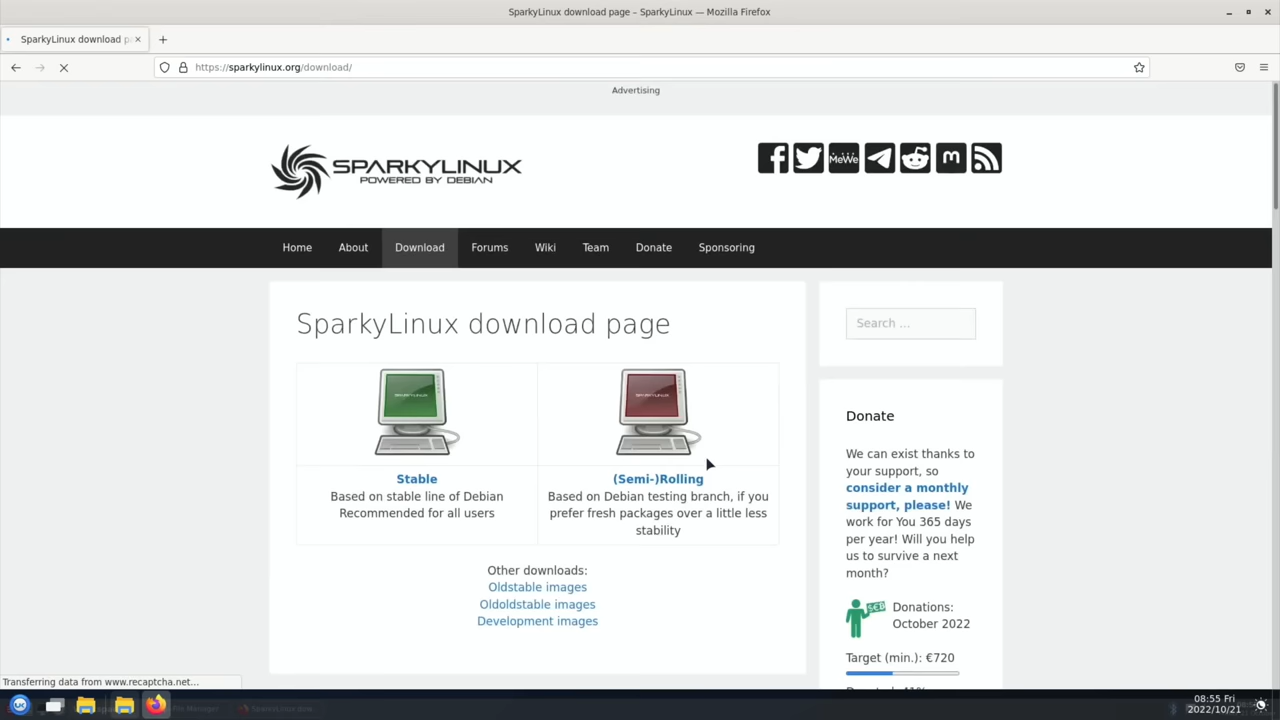 SparkyLinux download page – SparkyLinux — Mozilla Firefox
SparkyLinux download p
https://sparkylinux.org/download/
Advertising
SPARKYLINUX
POWERED BY DEBIAN
MeWe
Home About Download Forums Wiki Team Donate Sponsoring
SparkyLinux download page
Search ...
SPARKYLINUX
SPARKYLINUX
Stable
Based on stable line of Debian
Recommended for all users
(Semi-)Rolling
Based on Debian testing branch, if you
prefer fresh packages over a little less
stability
Other downloads:
Oldstable images
Oldoldstable images
Development images
Donate
We can exist thanks to
your support, so
consider a monthly
support, please! We
work for You 365 days
per year! Will you help
us to survive a next
month?
Donations:
October 2022
Target (min.): €720
Transferring data from www.recaptcha.net...
08:55 Fri
2022/10/21